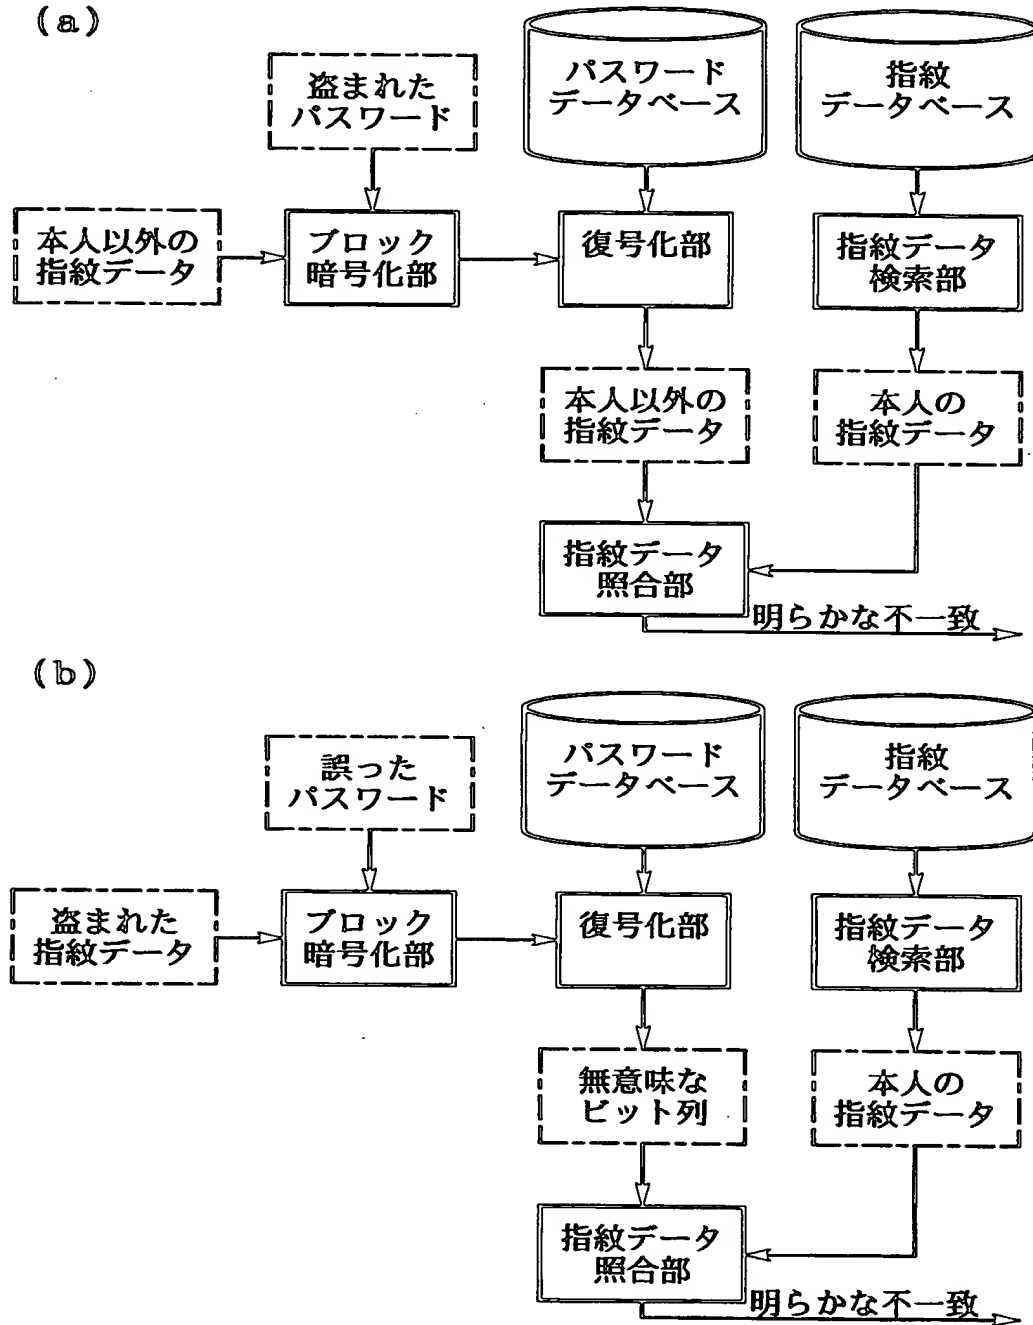 (a)
盗まれた
パスワード
パスワード
データベース
指紋
データベース
本人以外の
指紋データ
ブロック
暗号化部
復号化部
指紋データ
検索部
本人以外の
指紋データ
本人の
指紋データ
指紋データ
照合部
明らかな不一致
(b)
誤った
パスワード
パスワード
データベース
指紋
データベース
盗まれた
指紋データ
ブロック
暗号化部
復号化部
指紋データ
検索部
無意味な
ビット列
本人の
指紋データ
指紋データ
照合部
明らかな不一致